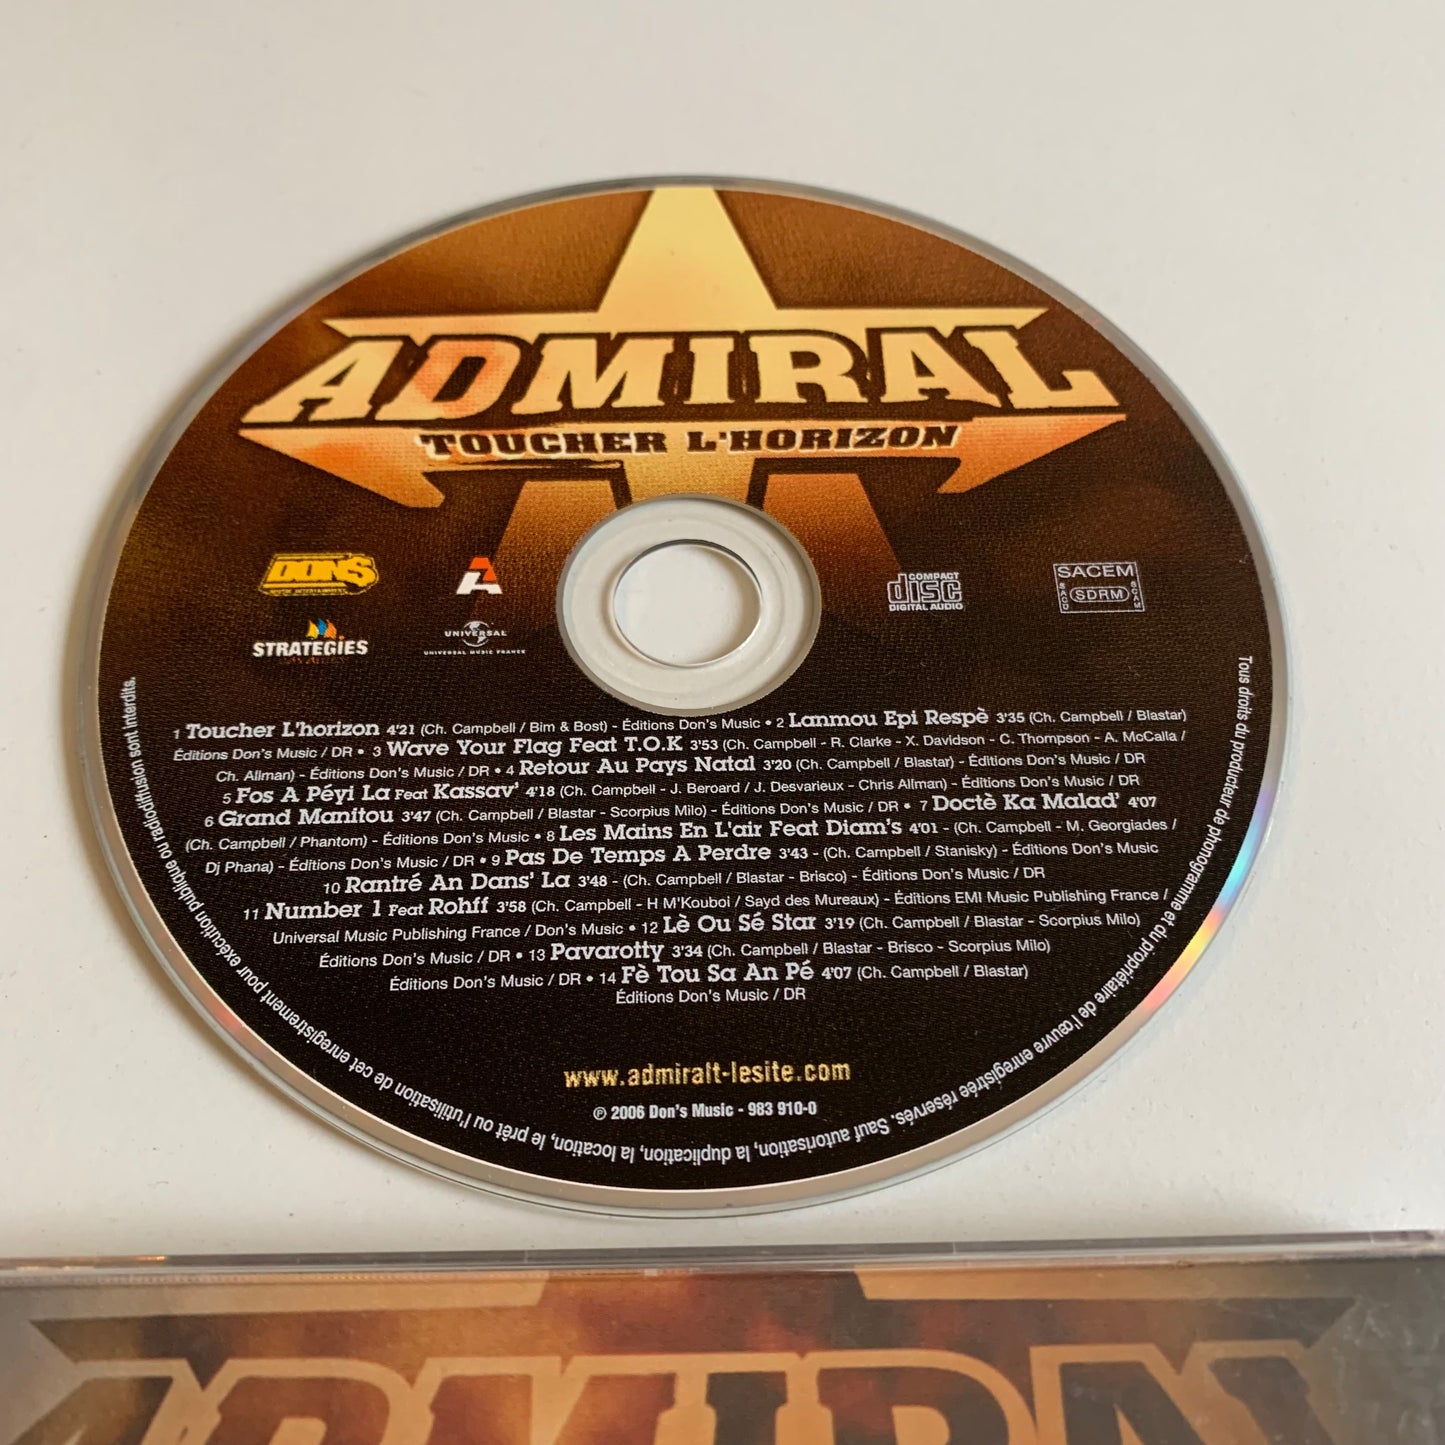 ADMIRAL
TOUCHER L'HORIZON
DON$
STRATEGIES
UNIVERSAL
UNIVERSAL MUSIC FRANCE
COMPACT
disc
DIGITAL AUDIO
SACEM
SACD SDRM SCAM
1 Toucher L'horizon 4'21 (Ch. Campbell / Bim & Bost) - Éditions Don's Music • 2 Lanmou Epi Respè 3'35 (Ch. Campbell / Blastar)
Éditions Don's Music / DR • 3 Wave Your Flag Feat T.O.K 3'53 (Ch. Campbell - R. Clarke - X. Davidson - C. Thompson - A. McCalla /
Ch. Allman) - Éditions Don's Music / DR • 4 Retour Au Pays Natal 3'20 (Ch. Campbell / Blastar) - Éditions Don's Music / DR
5 Fos A Péyi La Feat Kassav' 4'18 (Ch. Campbell - J. Beroard / J. Desvarieux - Chris Allman) - Éditions Don's Music / DR
6 Grand Manitou 3'47 (Ch. Campbell / Blastar - Scorpius Milo) - Éditions Don's Music / DR • 7 Doctè Ka Malad' 4'07
(Ch. Campbell / Phantom) - Éditions Don's Music • 8 Les Mains En L'air Feat Diam's 4'01 - (Ch. Campbell - M. Georgiades /
Dj Phana) - Éditions Don's Music / DR • 9 Pas De Temps A Perdre 3'43 - (Ch. Campbell / Stanisky) - Éditions Don's Music
10 Rantré An Dans' La 3'48 - (Ch. Campbell / Blastar - Brisco) - Éditions Don's Music / DR
11 Number 1 Feat Rohff 3'58 (Ch. Campbell - H M'Kouboi / Sayd des Mureaux) - Éditions EMI Music Publishing France /
Universal Music Publishing France / Don's Music • 12 Lè Ou Sé Star 3'19 (Ch. Campbell / Blastar - Scorpius Milo)
Éditions Don's Music / DR • 13 Pavarotty 3'34 (Ch. Campbell / Blastar - Brisco - Scorpius Milo)
Éditions Don's Music / DR • 14 Fè Tou Sa An Pé 4'07 (Ch. Campbell / Blastar)
Éditions Don's Music / DR
www.admiralt-lesite.com
℗ 2006 Don's Music - 983 910-0
Tous droits du producteur de phonogramme et du propriétaire de l'œuvre enregistrée réservés. Sauf autorisation, la duplication, la location, le prêt ou l'utilisation de cet enregistrement pour exécution publique ou radiodiffusion sont interdits.
ADMIRAL